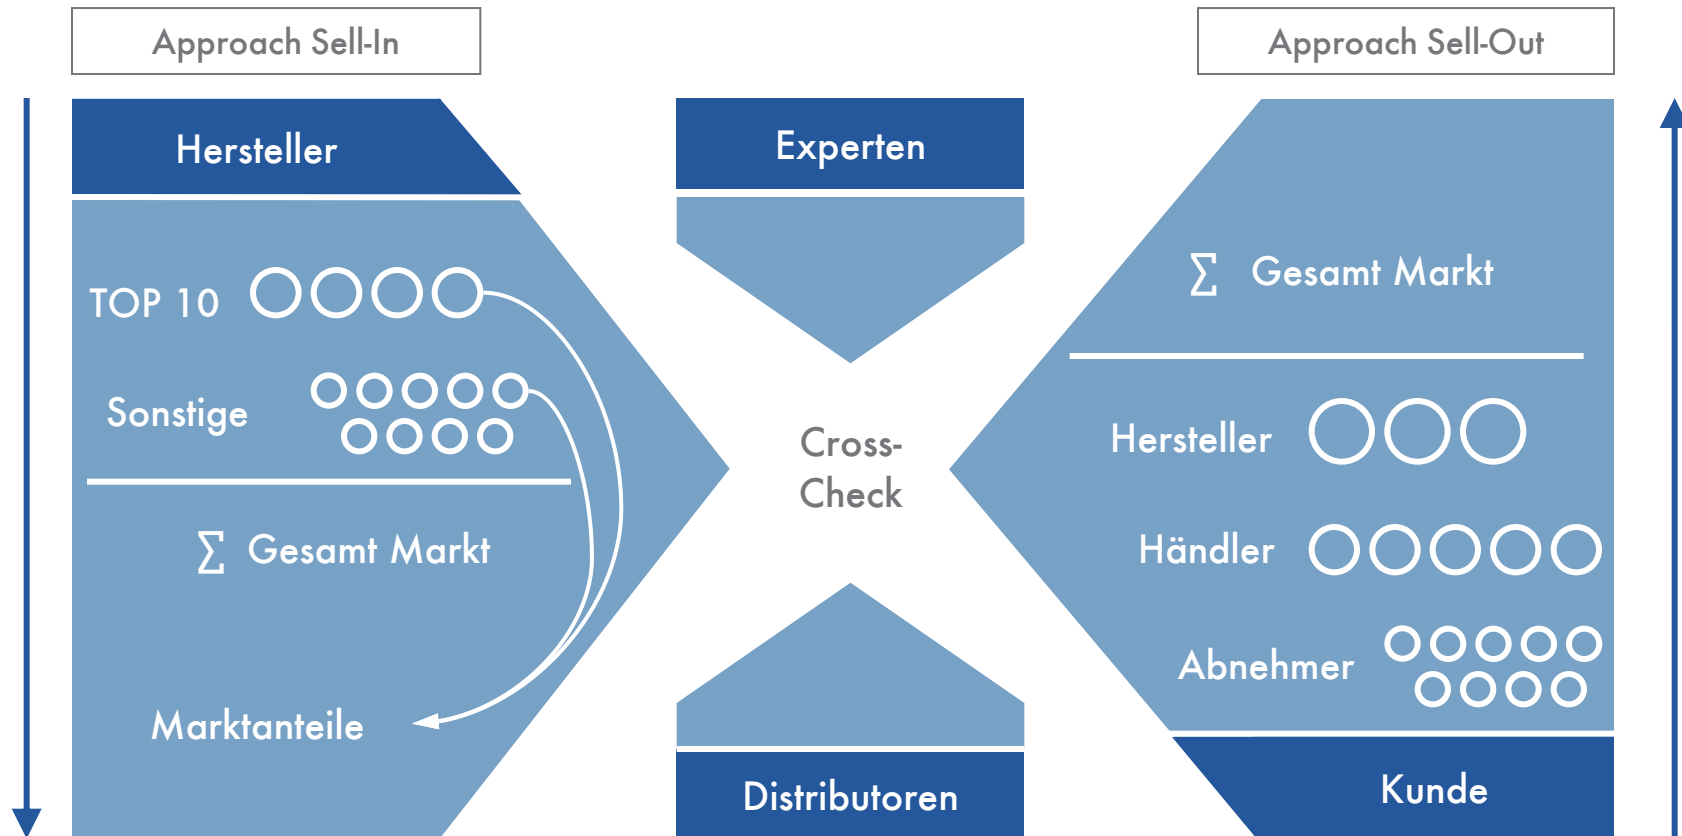 Approach Sell-In
Hersteller
TOP 10
Sonstige
∑ Gesamt Markt
Marktanteile
Experten
Cross-
Check
Distributoren
Approach Sell-Out
∑ Gesamt Markt
Hersteller
Händler
Abnehmer
Kunde